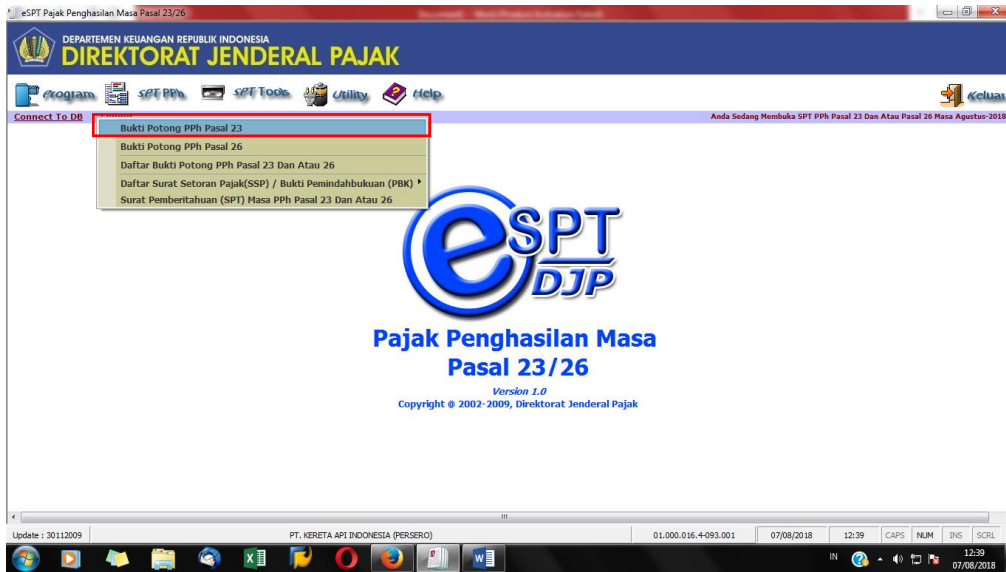 eSPT Pajak Penghasilan Masa Pasal 23/26
DEPARTEMEN KEUANGAN REPUBLIK INDONESIA
DIREKTORAT JENDERAL PAJAK
Program SPT PPh SPT Tools Utility Help Keluar
Connect To DB
Anda Sedang Membuka SPT PPh Pasal 23 Dan Atau Pasal 26 Masa Agustus-2018
Bukti Potong PPh Pasal 23
Bukti Potong PPh Pasal 26
Daftar Bukti Potong PPh Pasal 23 Dan Atau 26
Daftar Surat Setoran Pajak(SSP) / Bukti Pemindahbukuan (PBK)
Surat Pemberitahuan (SPT) Masa PPh Pasal 23 Dan Atau 26
eSPT
DJP
Pajak Penghasilan Masa
Pasal 23/26
Version 1.0
Copyright @ 2002-2009, Direktorat Jenderal Pajak
Update : 30112009 PT. KERETA API INDONESIA (PERSERO) 01.000.016.4-093.001 07/08/2018 12:39 CAPS NUM INS SCRL
IN 12:39
07/08/2018